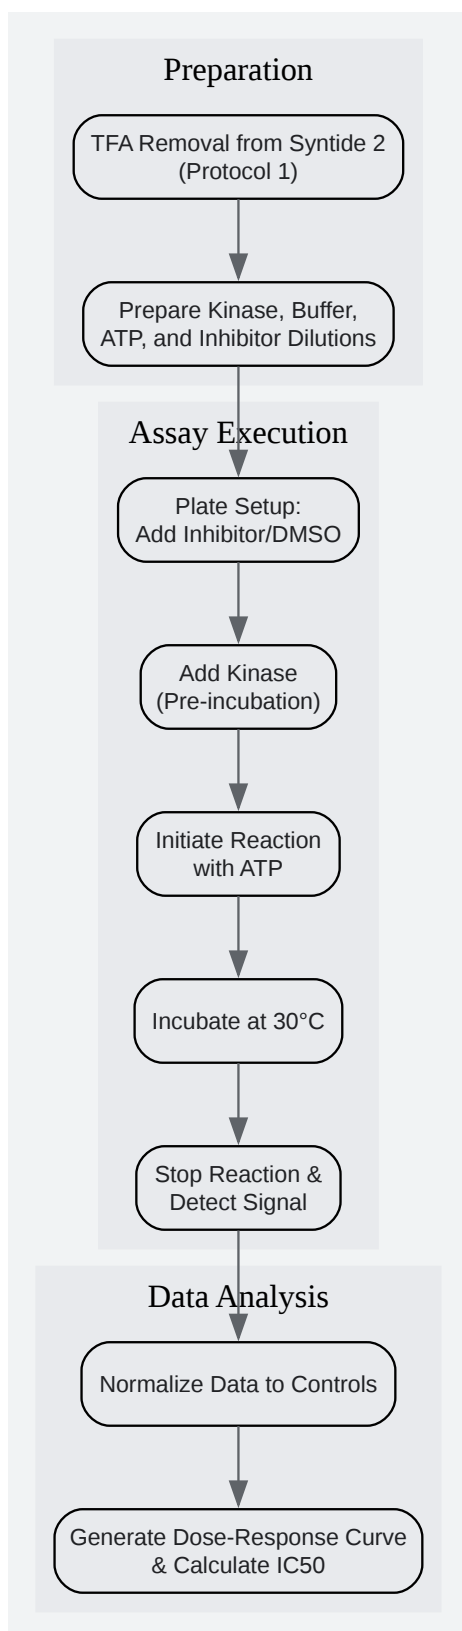 Preparation
TFA Removal from Syntide 2
(Protocol 1)
Prepare Kinase, Buffer,
ATP, and Inhibitor Dilutions
Assay Execution
Plate Setup:
Add Inhibitor/DMSO
Add Kinase
(Pre-incubation)
Initiate Reaction
with ATP
Incubate at 30°C
Stop Reaction &
Detect Signal
Data Analysis
Normalize Data to Controls
Generate Dose-Response Curve
& Calculate IC50